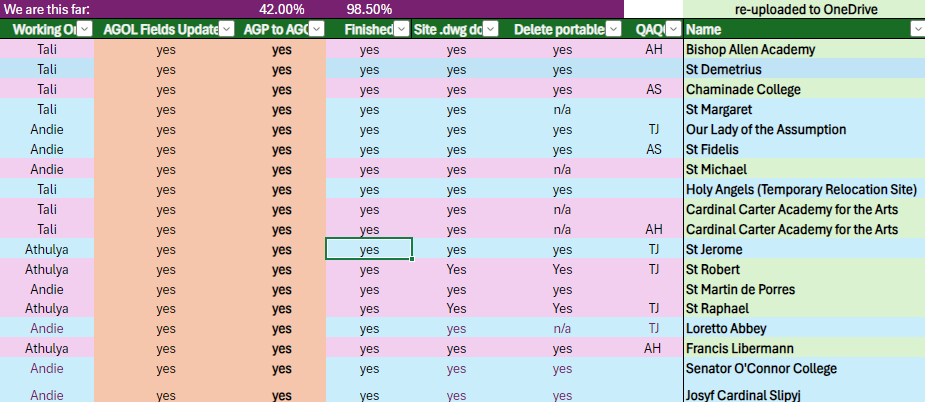 We are this far: 42.00% 98.50% re-uploaded to OneDrive
Working O AGOL Fields Update AGP to AGO Finished Site .dwg do Delete portable QAQ Name
Tali yes yes yes yes yes AH Bishop Allen Academy
Tali yes yes yes yes yes St Demetrius
Tali yes yes yes yes yes AS Chaminade College
Tali yes yes yes yes n/a St Margaret
Andie yes yes yes yes yes TJ Our Lady of the Assumption
Andie yes yes yes yes yes AS St Fidelis
Andie yes yes yes yes n/a St Michael
Tali yes yes yes yes yes Holy Angels (Temporary Relocation Site)
Tali yes yes yes yes n/a Cardinal Carter Academy for the Arts
Tali yes yes yes yes n/a AH Cardinal Carter Academy for the Arts
Athulya yes yes yes yes yes TJ St Jerome
Athulya yes yes yes Yes Yes TJ St Robert
Andie yes yes yes yes yes St Martin de Porres
Athulya yes yes yes Yes Yes TJ St Raphael
Andie yes yes yes yes n/a TJ Loretto Abbey
Athulya yes yes yes yes yes AH Francis Libermann
Andie yes yes yes yes yes Senator O'Connor College
Andie yes yes yes yes yes Josyf Cardinal Slipyj